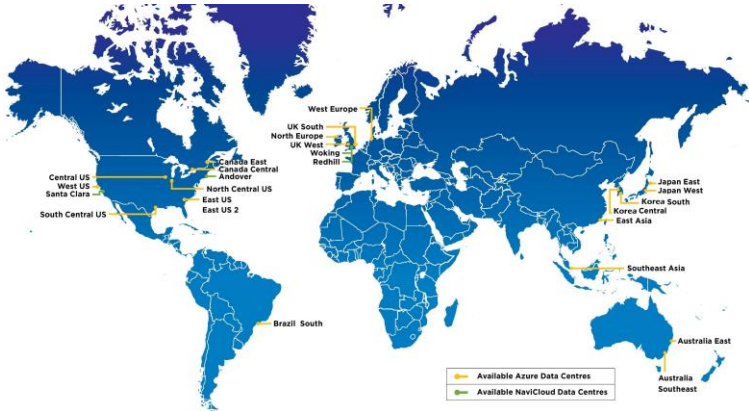 West Europe
UK South
North Europe
UK West
Woking
Redhill
Canada East
Canada Central
Andover
Central US
West US
Santa Clara
North Central US
East US
East US 2
South Central US
Japan East
Japan West
Korea South
Korea Central
East Asia
Southeast Asia
Brazil South
Australia East
Australia
Southeast
Available Azure Data Centres
Available NaviCloud Data Centres